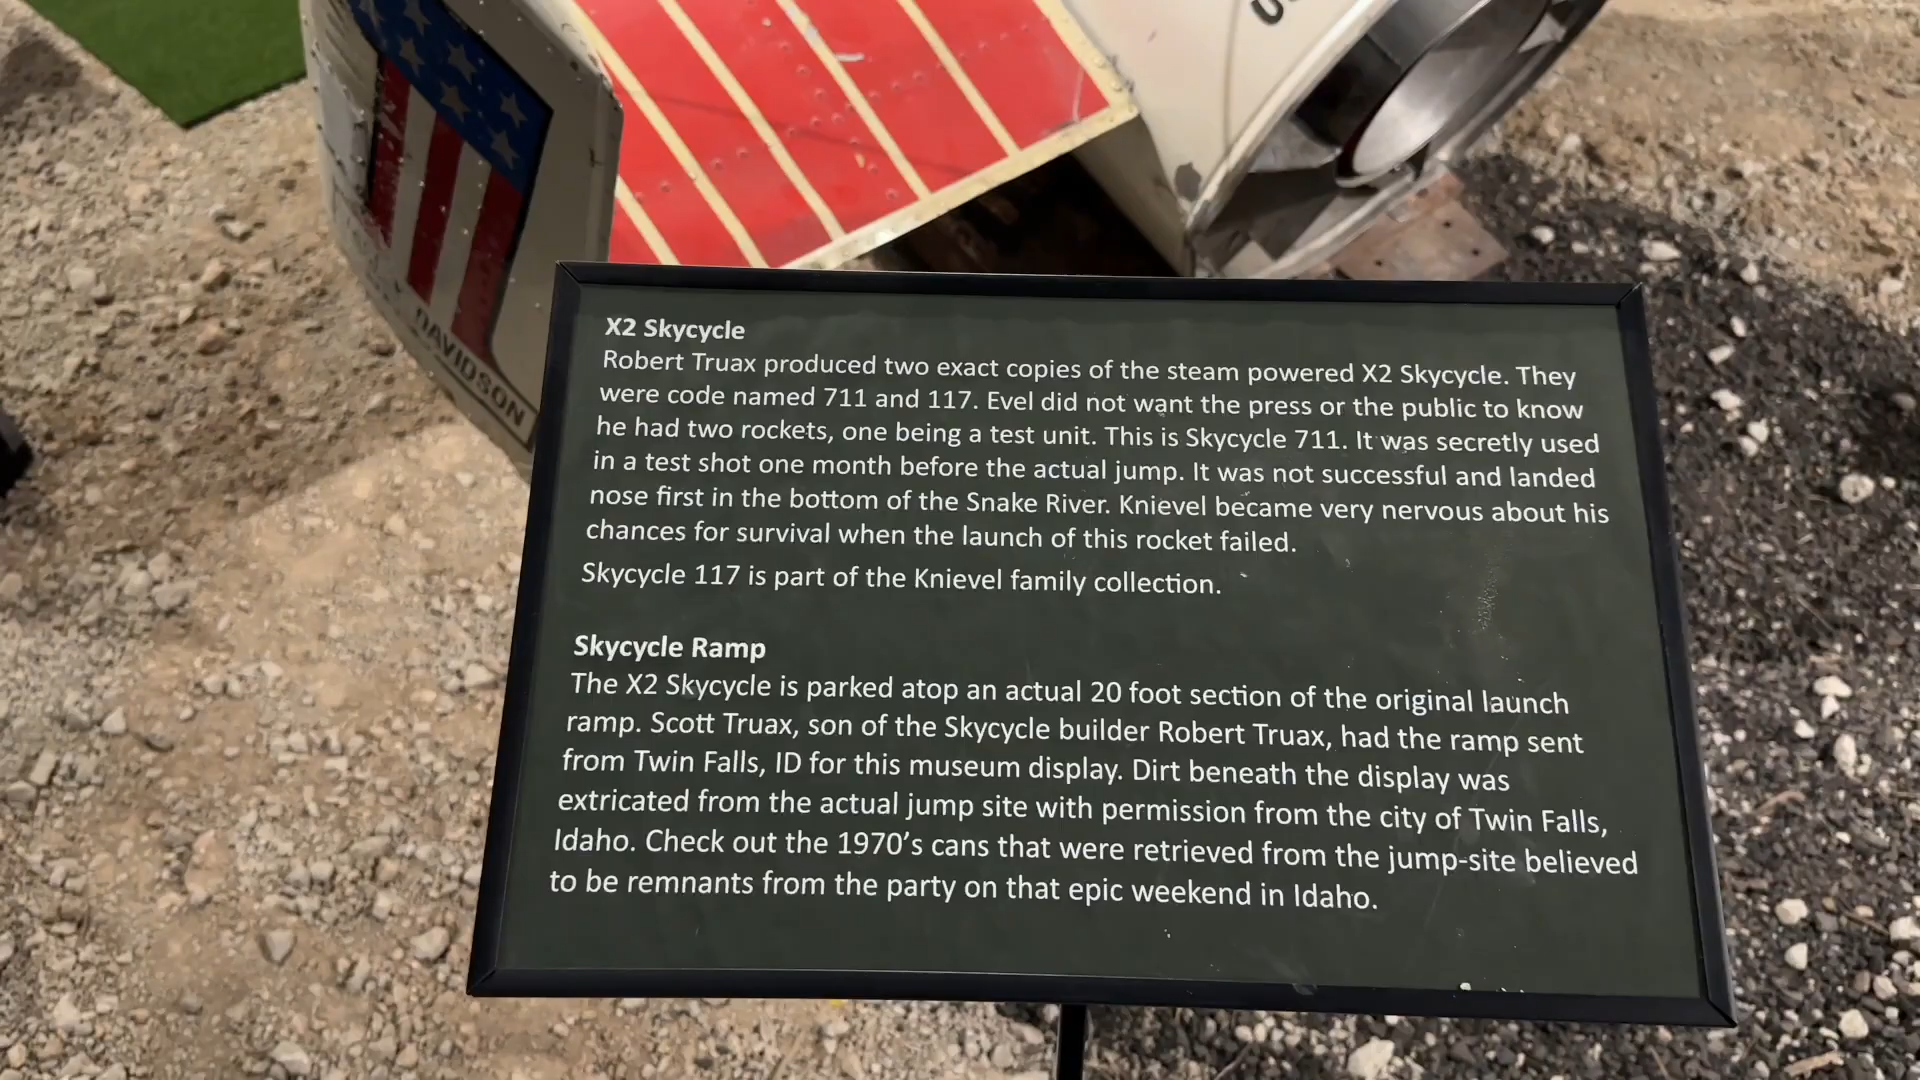 DAVIDSON
X2 Skycycle
Robert Truax produced two exact copies of the steam powered X2 Skycycle. They
were code named 711 and 117. Evel did not want the press or the public to know
he had two rockets, one being a test unit. This is Skycycle 711. It was secretly used
in a test shot one month before the actual jump. It was not successful and landed
nose first in the bottom of the Snake River. Knievel became very nervous about his
chances for survival when the launch of this rocket failed.
Skycycle 117 is part of the Knievel family collection.
Skycycle Ramp
The X2 Skycycle is parked atop an actual 20 foot section of the original launch
ramp. Scott Truax, son of the Skycycle builder Robert Truax, had the ramp sent
from Twin Falls, ID for this museum display. Dirt beneath the display was
extricated from the actual jump site with permission from the city of Twin Falls,
Idaho. Check out the 1970’s cans that were retrieved from the jump-site believed
to be remnants from the party on that epic weekend in Idaho.